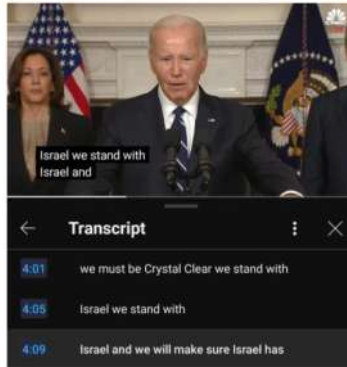 Israel we stand with
Israel and
Transcript
4:01 we must be Crystal Clear we stand with
4:05 Israel we stand with
4:09 Israel and we will make sure Israel has